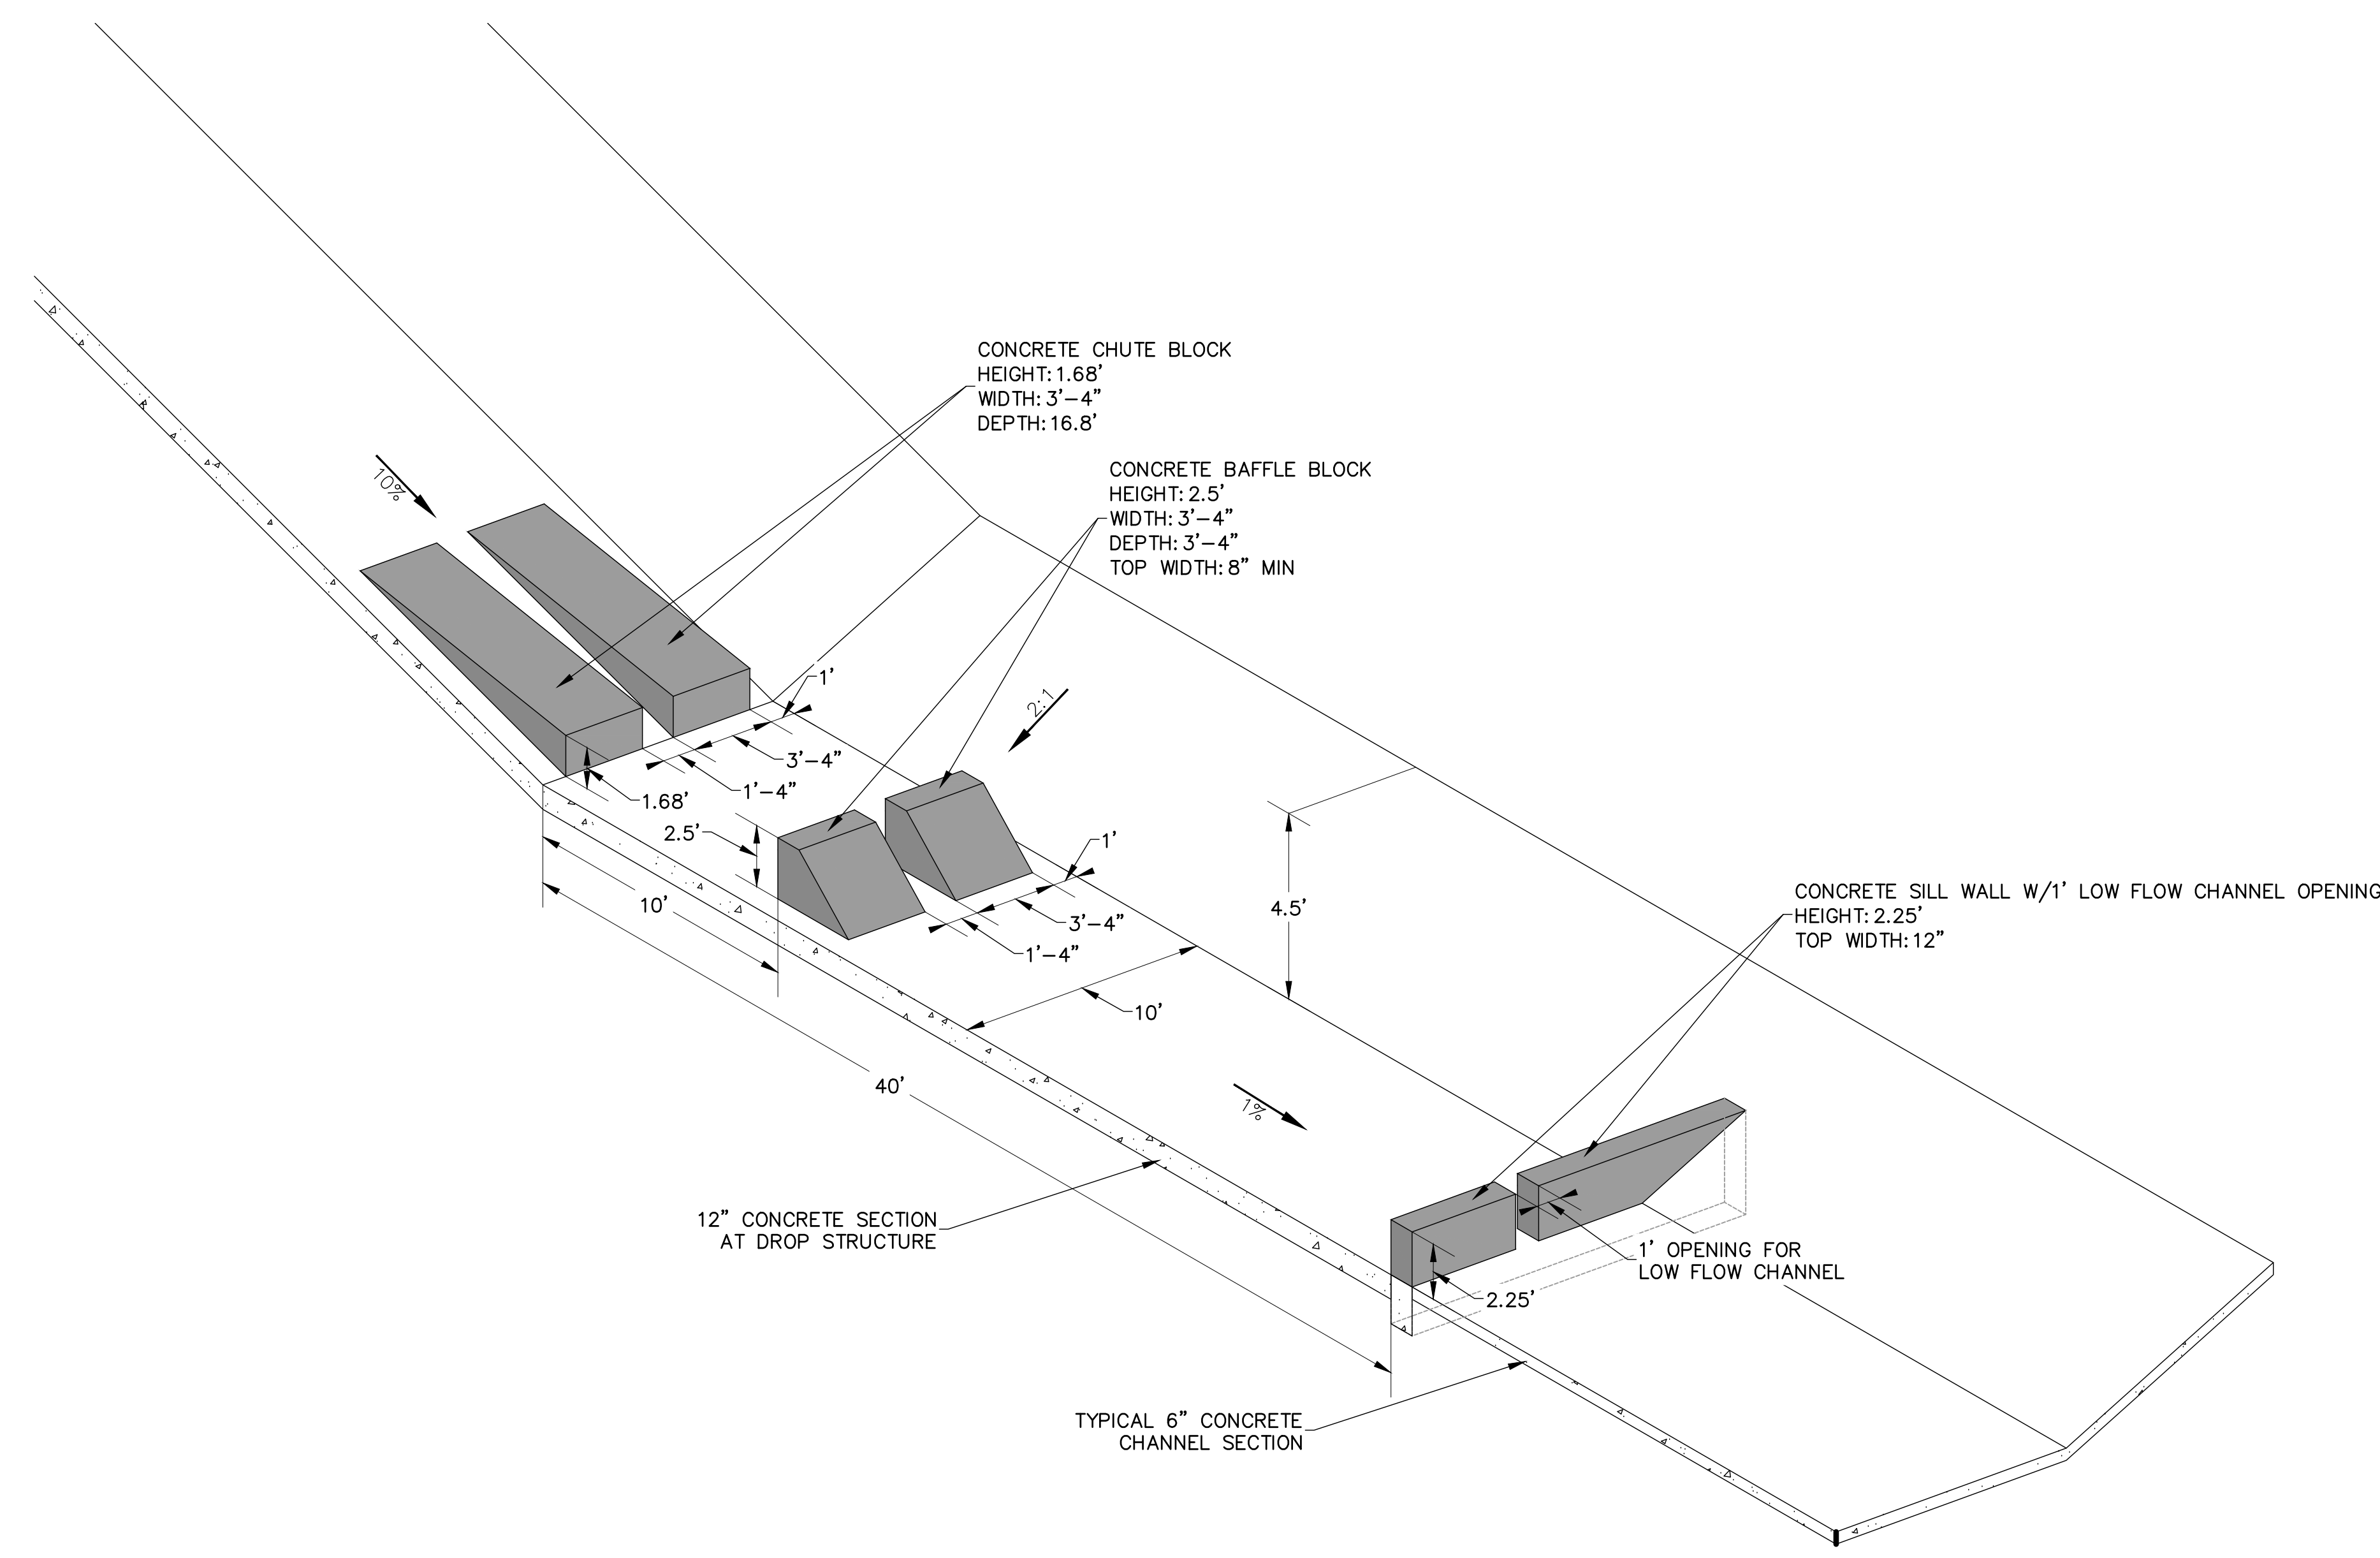 CONCRETE CHUTE BLOCK
HEIGHT: 1.68'
WIDTH: 3'-4"
DEPTH: 16.8'
CONCRETE BAFFLE BLOCK
HEIGHT: 2.5'
WIDTH: 3'-4"
DEPTH: 3'-4"
TOP WIDTH: 8" MIN
10%
1'
2:1
3'-4"
1'-4"
1.68'
2.5'
1'
10'
3'-4"
1'-4"
4.5'
CONCRETE SILL WALL W/1' LOW FLOW CHANNEL OPENING
HEIGHT: 2.25'
TOP WIDTH: 12"
10'
40'
1%
12" CONCRETE SECTION
AT DROP STRUCTURE
1' OPENING FOR
LOW FLOW CHANNEL
2.25'
TYPICAL 6" CONCRETE
CHANNEL SECTION